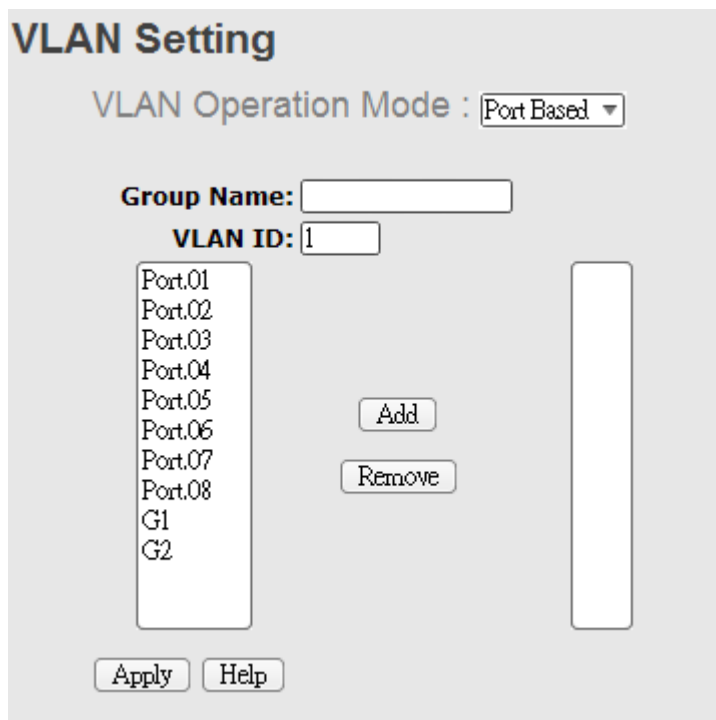 VLAN Setting
VLAN Operation Mode : Port Based
Group Name:
VLAN ID: 1
Port.01
Port.02
Port.03
Port.04
Port.05
Port.06
Port.07
Port.08
G1
G2
Add
Remove
Apply Help